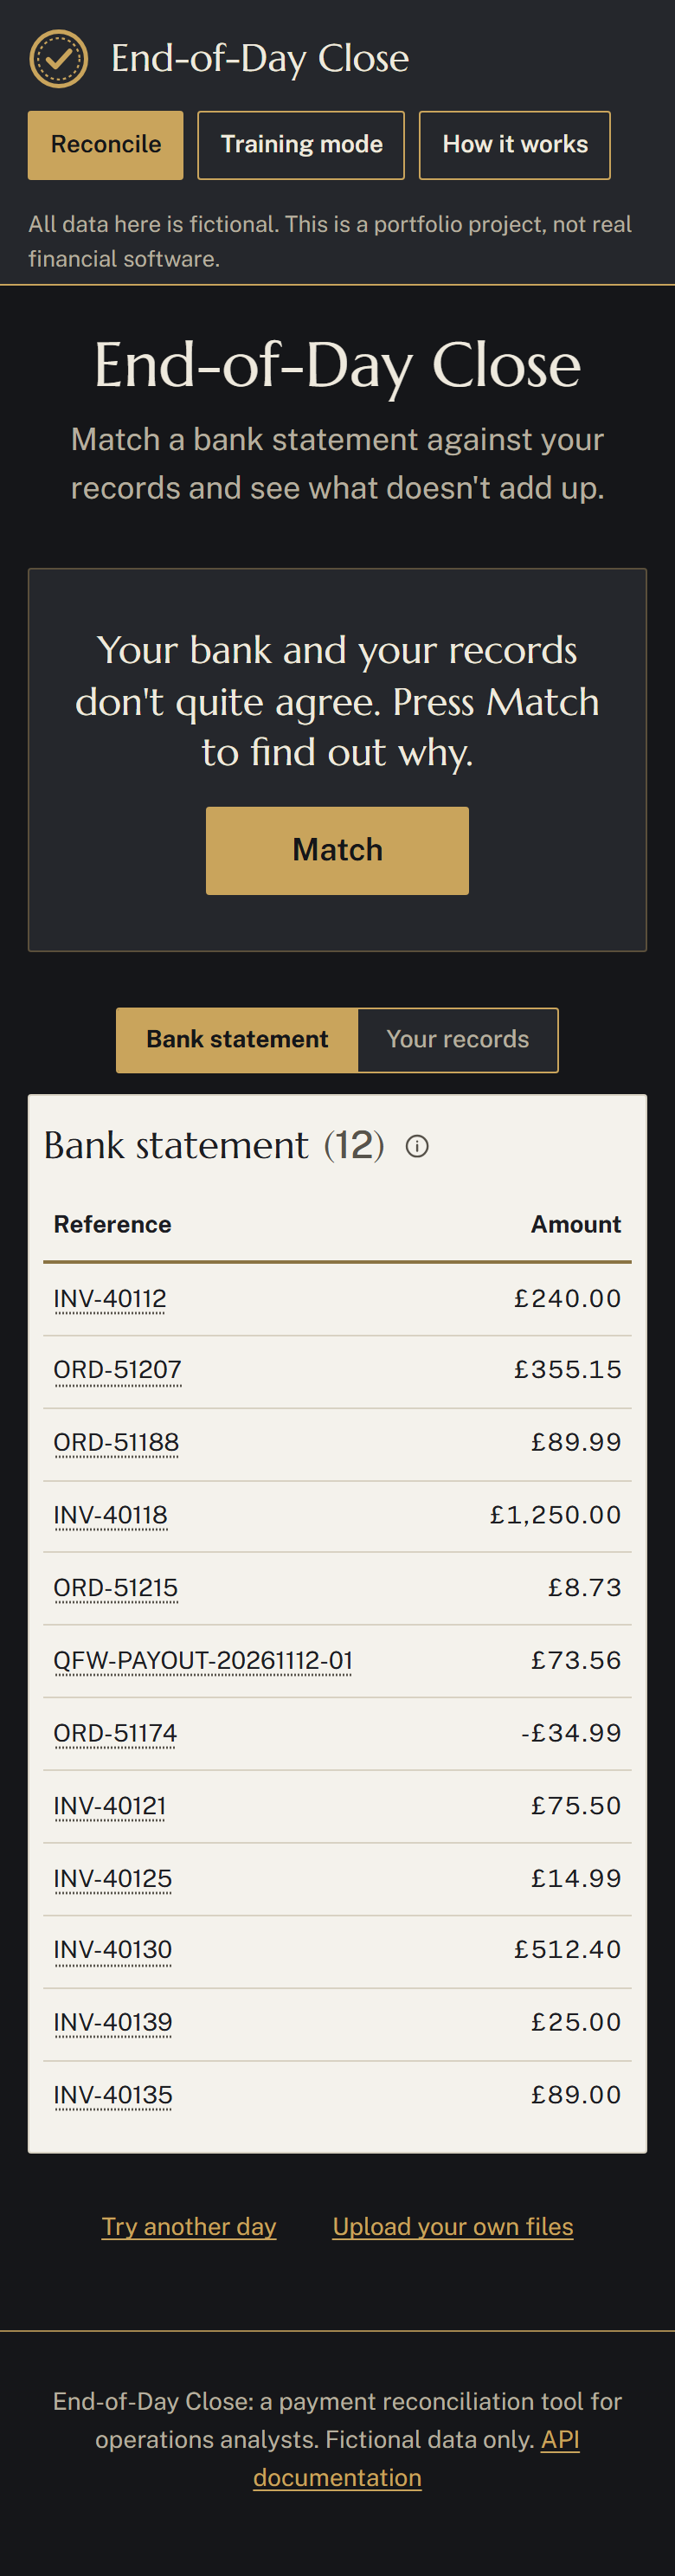 End-of-Day Close
Reconcile Training mode How it works
All data here is fictional. This is a portfolio project, not real
financial software.
End-of-Day Close
Match a bank statement against your
records and see what doesn't add up.
Your bank and your records
don't quite agree. Press Match
to find out why.
Match
Bank statement Your records
Bank statement (12)
Reference Amount
INV-40112 £240.00
ORD-51207 £355.15
ORD-51188 £89.99
INV-40118 £1,250.00
ORD-51215 £8.73
QFW-PAYOUT-20261112-01 £73.56
ORD-51174 -£34.99
INV-40121 £75.50
INV-40125 £14.99
INV-40130 £512.40
INV-40139 £25.00
INV-40135 £89.00
Try another day Upload your own files
End-of-Day Close: a payment reconciliation tool for
operations analysts. Fictional data only. API
documentation